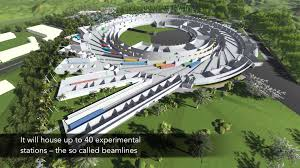 It will house up to 40 experimental
stations – the so called beamlines